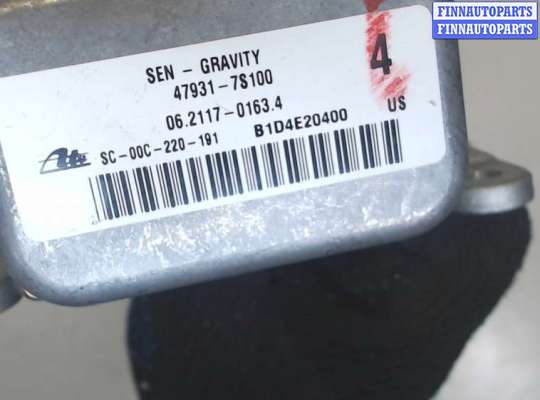 FINNAUTOPARTS
FINNAUTOPARTS
SEN - GRAVITY
47931-7S100
4
06.2117-0163.4
US
Ate SC-00C-220-191 B1D4E20400